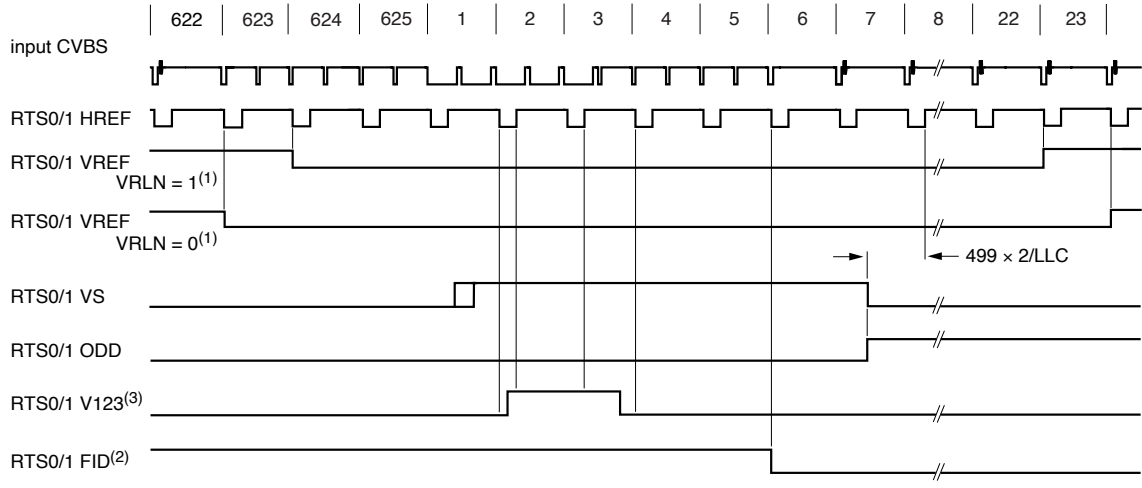 622 623 624 625 1 2 3 4 5 6 7 8 22 23
input CVBS
RTS0/1 HREF
RTS0/1 VREF
VRLN = 1(1)
RTS0/1 VREF
VRLN = 0(1)
499 × 2/LLC
RTS0/1 VS
RTS0/1 ODD
RTS0/1 V123(3)
RTS0/1 FID(2)